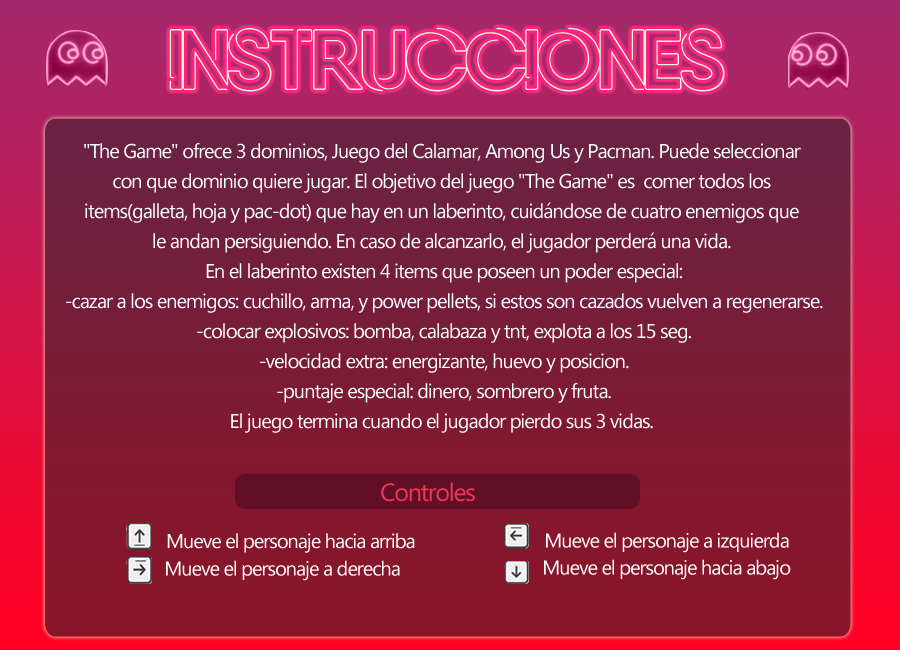 INSTRUCCIONES
"The Game" ofrece 3 dominios, Juego del Calamar, Among Us y Pacman. Puede seleccionar
con que dominio quiere jugar. El objetivo del juego "The Game" es comer todos los
items(galleta, hoja y pac-dot) que hay en un laberinto, cuidándose de cuatro enemigos que
le andan persiguiendo. En caso de alcanzarlo, el jugador perderá una vida.
En el laberinto existen 4 items que poseen un poder especial:
-cazar a los enemigos: cuchillo, arma, y power pellets, si estos son cazados vuelven a regenerarse.
-colocar explosivos: bomba, calabaza y tnt, explota a los 15 seg.
-velocidad extra: energizante, huevo y posicion.
-puntaje especial: dinero, sombrero y fruta.
El juego termina cuando el jugador pierdo sus 3 vidas.
Controles
Mueve el personaje hacia arriba
Mueve el personaje a izquierda
Mueve el personaje a derecha
Mueve el personaje hacia abajo